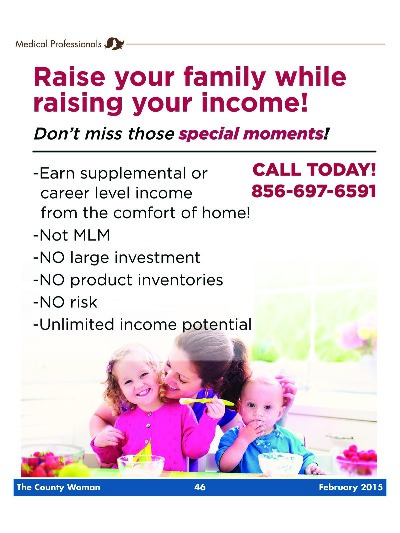 Medical Professionals
Raise your family while
raising your income!
Don't miss those special moments!
-Earn supplemental or
career level income
from the comfort of home!
-Not MLM
-NO large investment
-NO product inventories
-NO risk
-Unlimited income potential
CALL TODAY!
856-697-6591
The County Woman 46 February 2015